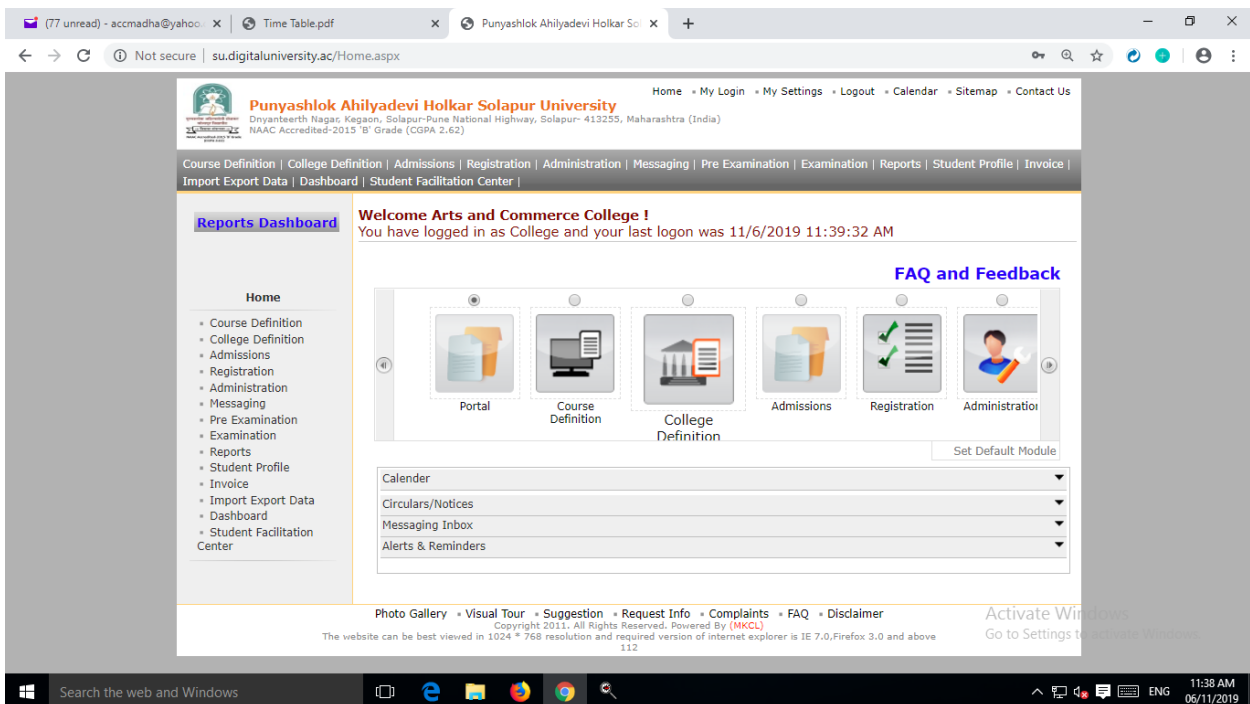 (77 unread) - accmadha@yahoo.
Time Table.pdf
Punyashlok Ahilyadevi Holkar Sol
Not secure | su.digitaluniversity.ac/Home.aspx
Home My Login My Settings Logout Calendar Sitemap Contact Us
Punyashlok Ahilyadevi Holkar Solapur University
Dnyanteerth Nagar, Kegaon, Solapur-Pune National Highway, Solapur- 413255, Maharashtra (India)
NAAC Accredited-2015 'B' Grade (CGPA 2.62)
Course Definition | College Definition | Admissions | Registration | Administration | Messaging | Pre Examination | Examination | Reports | Student Profile | Invoice |
Import Export Data | Dashboard | Student Facilitation Center |
Reports Dashboard
Welcome Arts and Commerce College !
You have logged in as College and your last logon was 11/6/2019 11:39:32 AM
FAQ and Feedback
Home
Course Definition
College Definition
Admissions
Registration
Administration
Messaging
Pre Examination
Examination
Reports
Student Profile
Invoice
Import Export Data
Dashboard
Student Facilitation
Center
Portal
Course
Definition
College
Definition
Admissions
Registration
Administration
Set Default Module
Calender
Circulars/Notices
Messaging Inbox
Alerts & Reminders
Photo Gallery Visual Tour Suggestion Request Info Complaints FAQ Disclaimer
Copyright 2011. All Rights Reserved. Powered By (MKCL)
The website can be best viewed in 1024 * 768 resolution and required version of internet explorer is IE 7.0,Firefox 3.0 and above
112
Activate Windows
Go to Settings to activate Windows.
Search the web and Windows
ENG
11:38 AM
06/11/2019